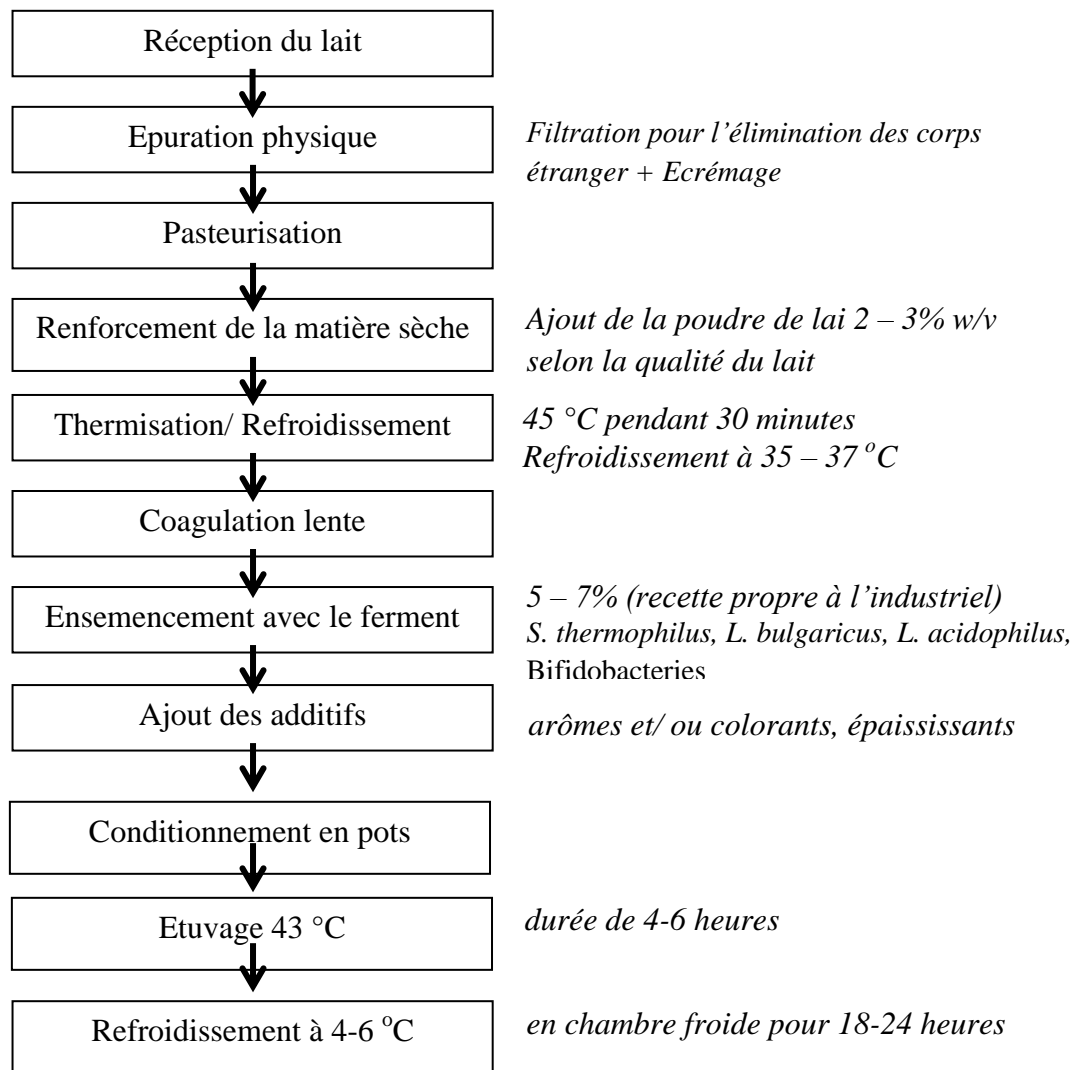 Réception du lait
Epuration physique
Filtration pour l'élimination des corps
étranger + Ecrémage
Pasteurisation
Renforcement de la matière sèche
Ajout de la poudre de lai 2 – 3% w/v
selon la qualité du lait
Thermisation/ Refroidissement
45 °C pendant 30 minutes
Refroidissement à 35 – 37 °C
Coagulation lente
Ensemencement avec le ferment
5 – 7% (recette propre à l'industriel)
S. thermophilus, L. bulgaricus, L. acidophilus,
Bifidobacteries
Ajout des additifs
arômes et/ ou colorants, épaississants
Conditionnement en pots
Etuvage 43 °C
durée de 4-6 heures
Refroidissement à 4-6 °C
en chambre froide pour 18-24 heures